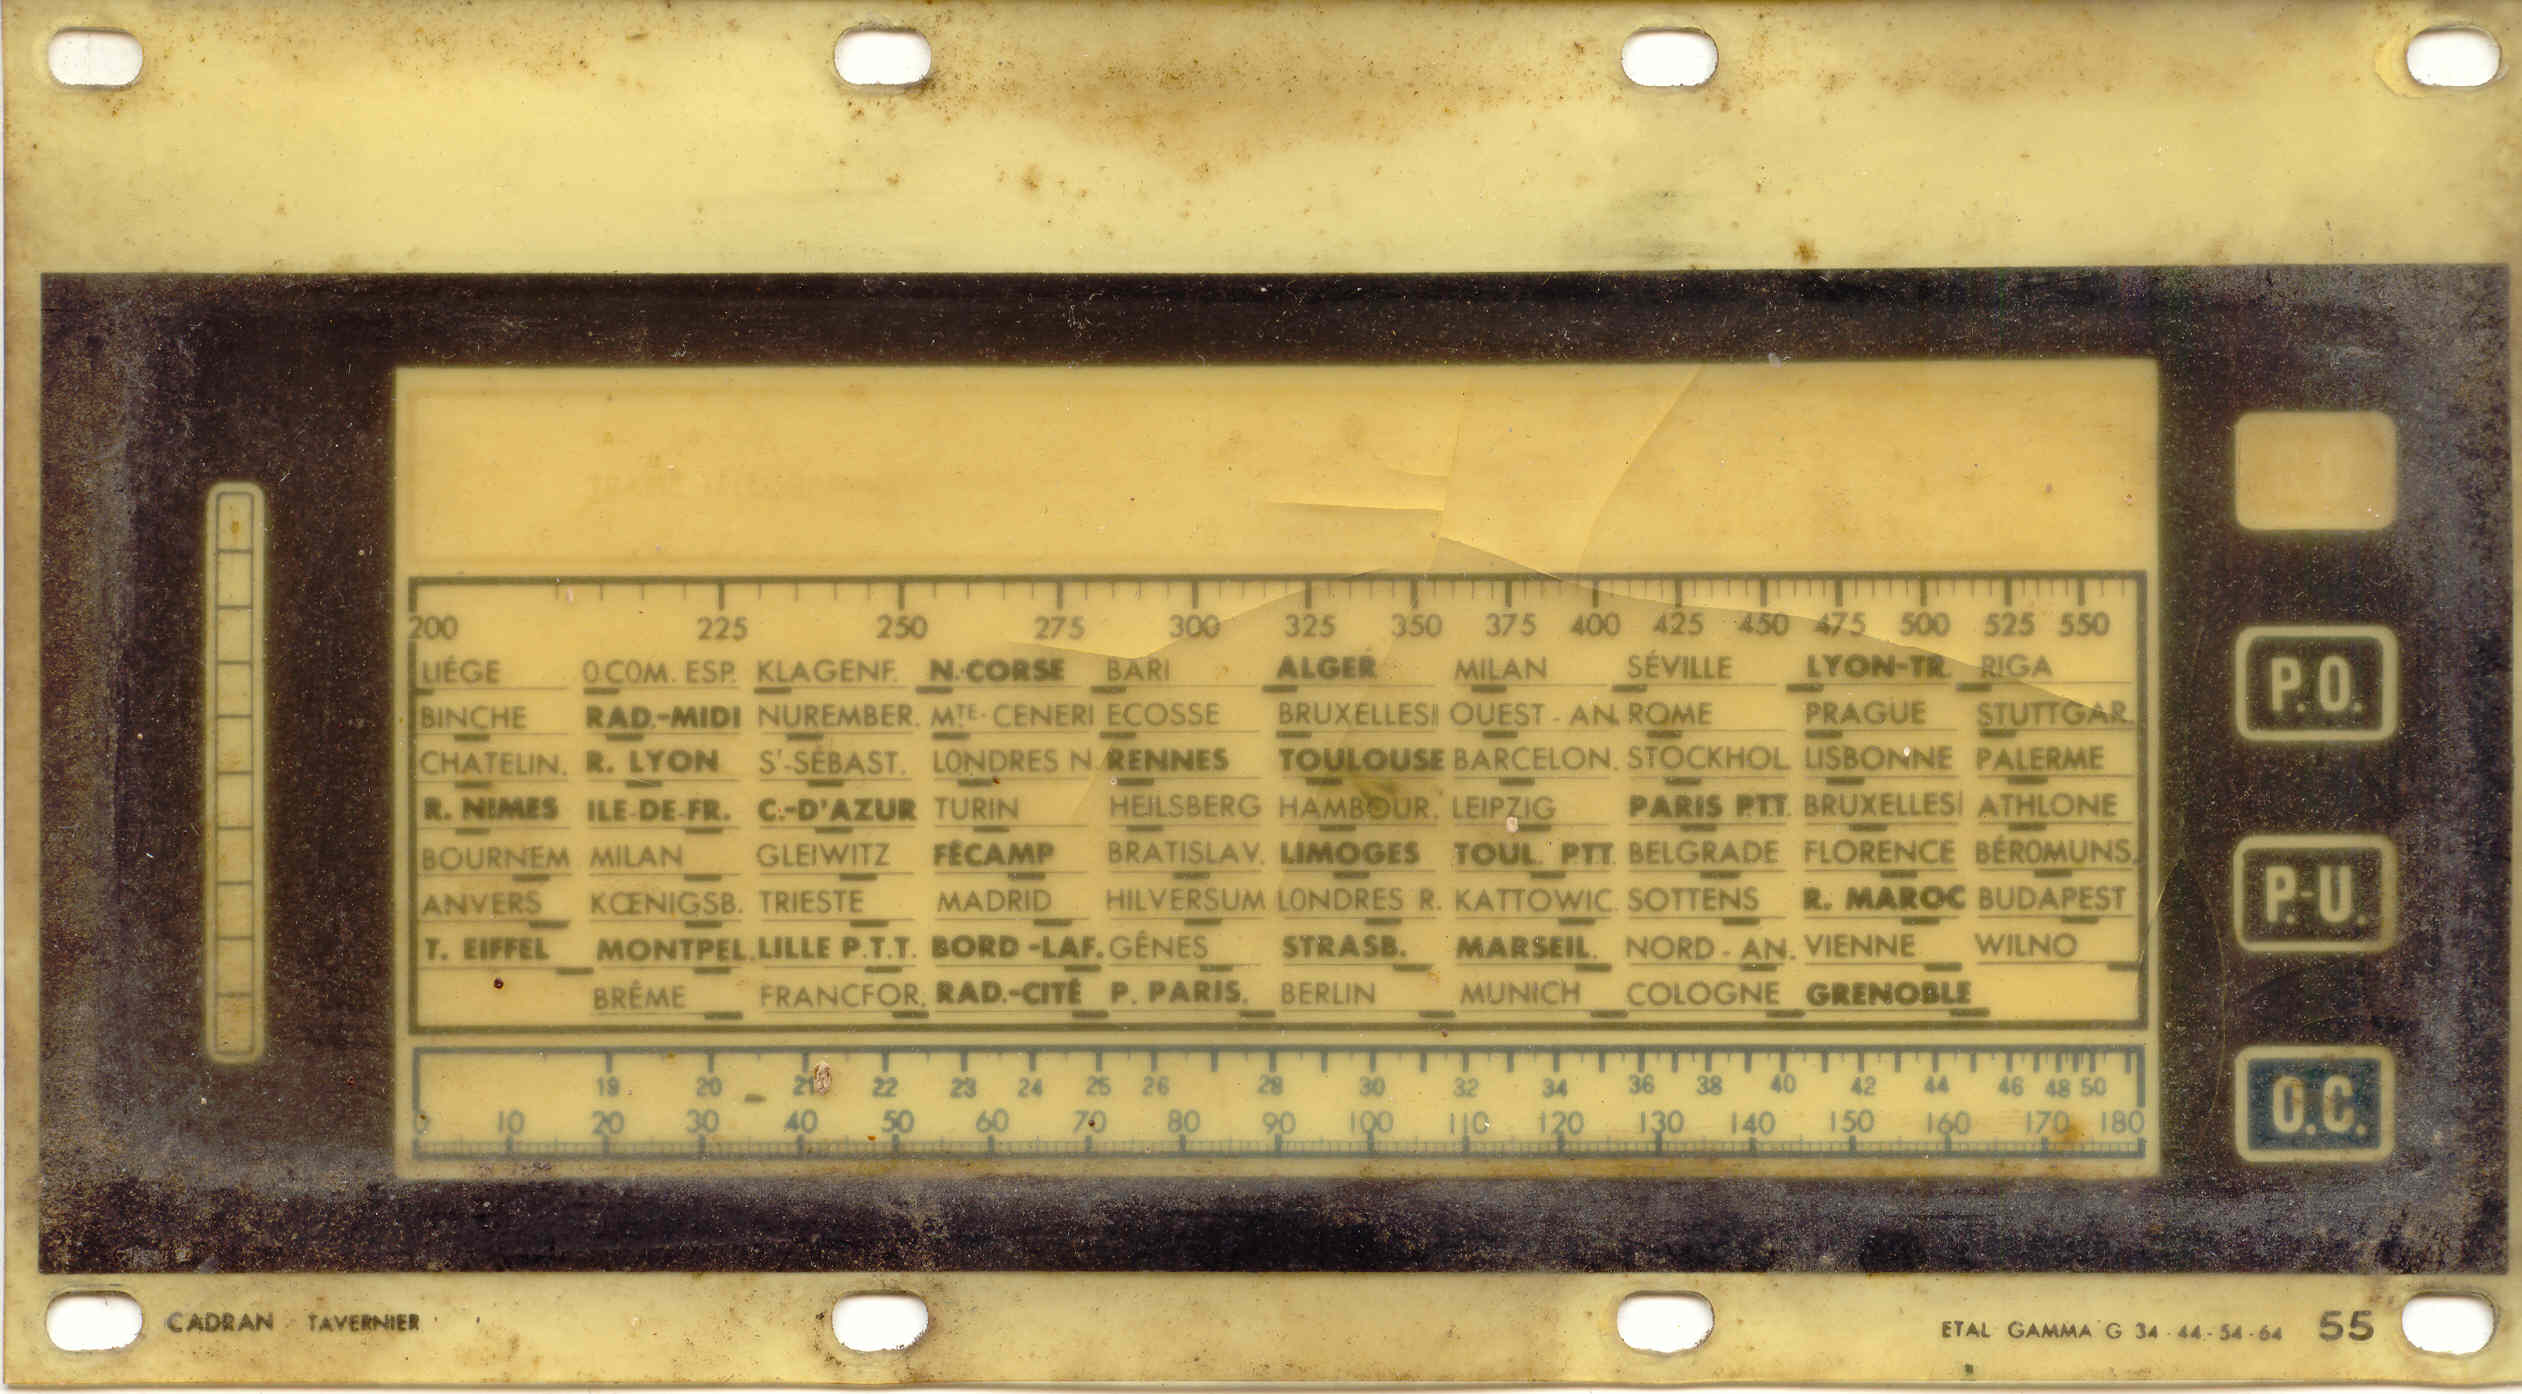 200 225 250 275 300 325 350 375 400 425 450 475 500 525 550
LIÉGE O.COM. ESP. KLAGENF. N.-CORSE BARI ALGER MILAN SÉVILLE LYON-TR. RIGA
BINCHE RAD.-MIDI NUREMBER. MTE- CENERI ECOSSE BRUXELLESI OUEST - AN. ROME PRAGUE STUTTGAR.
CHATELIN. R. LYON ST-SÉBAST. LONDRES N. RENNES TOULOUSE BARCELON. STOCKHOL. LISBONNE PALERME
R. NIMES ILE-DE-FR. C.-D'AZUR TURIN HEILSBERG HAMBOUR. LEIPZIG PARIS PTT. BRUXELLESI ATHLONE
BOURNEM MILAN GLEIWITZ FÉCAMP BRATISLAV. LIMOGES TOUL. PTT BELGRADE FLORENCE BÉROMUNS.
ANVERS KŒNIGSB. TRIESTE MADRID HILVERSUM LONDRES R. KATTOWIC. SOTTENS R. MAROC BUDAPEST
T. EIFFEL MONTPEL. LILLE P.T.T. BORD -LAF. GÊNES STRASB. MARSEIL. NORD - AN. VIENNE WILNO
BRÊME FRANCFOR. RAD.-CITÉ P. PARIS. BERLIN MUNICH COLOGNE GRENOBLE
19 20 21 22 23 24 25 26 28 30 32 34 36 38 40 42 44 46 48 50
0 10 20 30 40 50 60 70 80 90 100 110 120 130 140 150 160 170 180
P.O.
P.-U.
O.C.
CADRAN TAVERNIER
ETAL GAMMA G 34-44-54-64 55